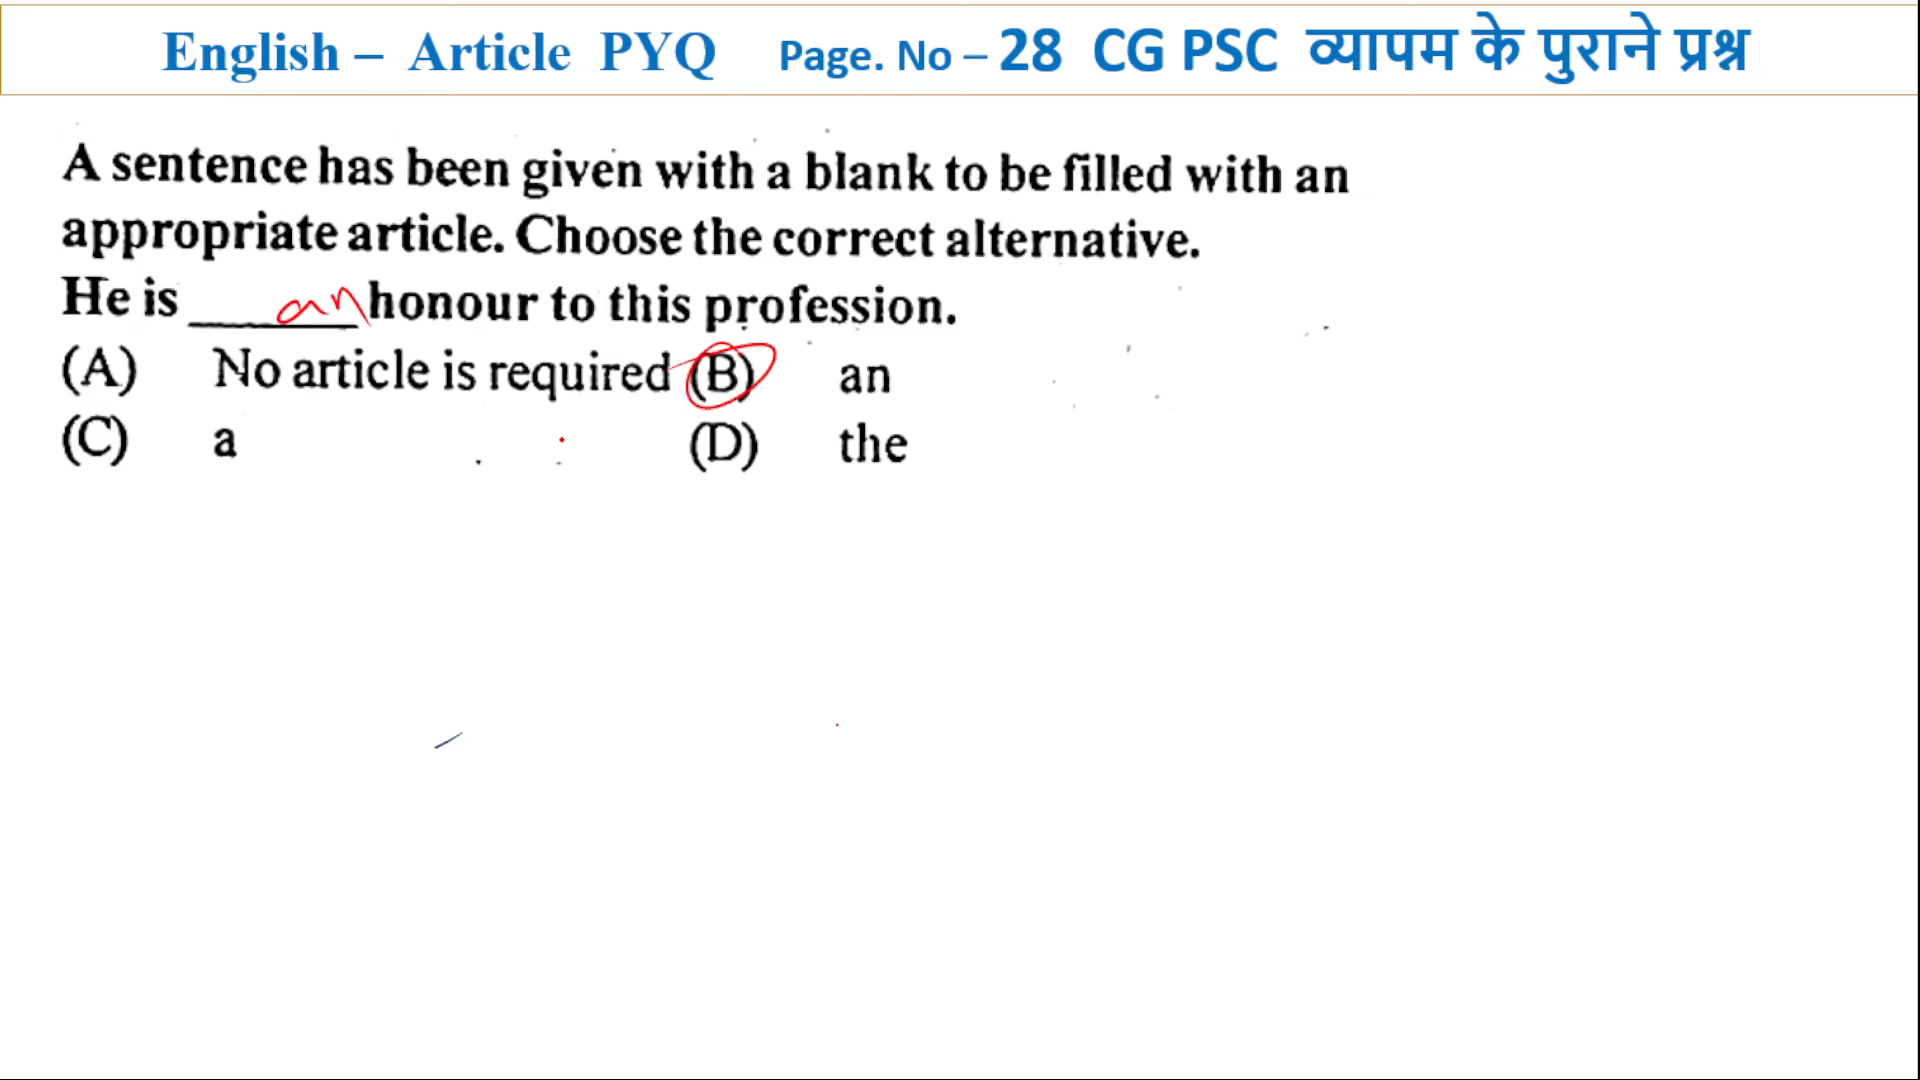 English – Article PYQ Page. No – 28 CG PSC व्यापम के पुराने प्रश्न
A sentence has been given with a blank to be filled with an
appropriate article. Choose the correct alternative.
He is ______ an honour to this profession.
(A) No article is required (B) an
(C) a (D) the